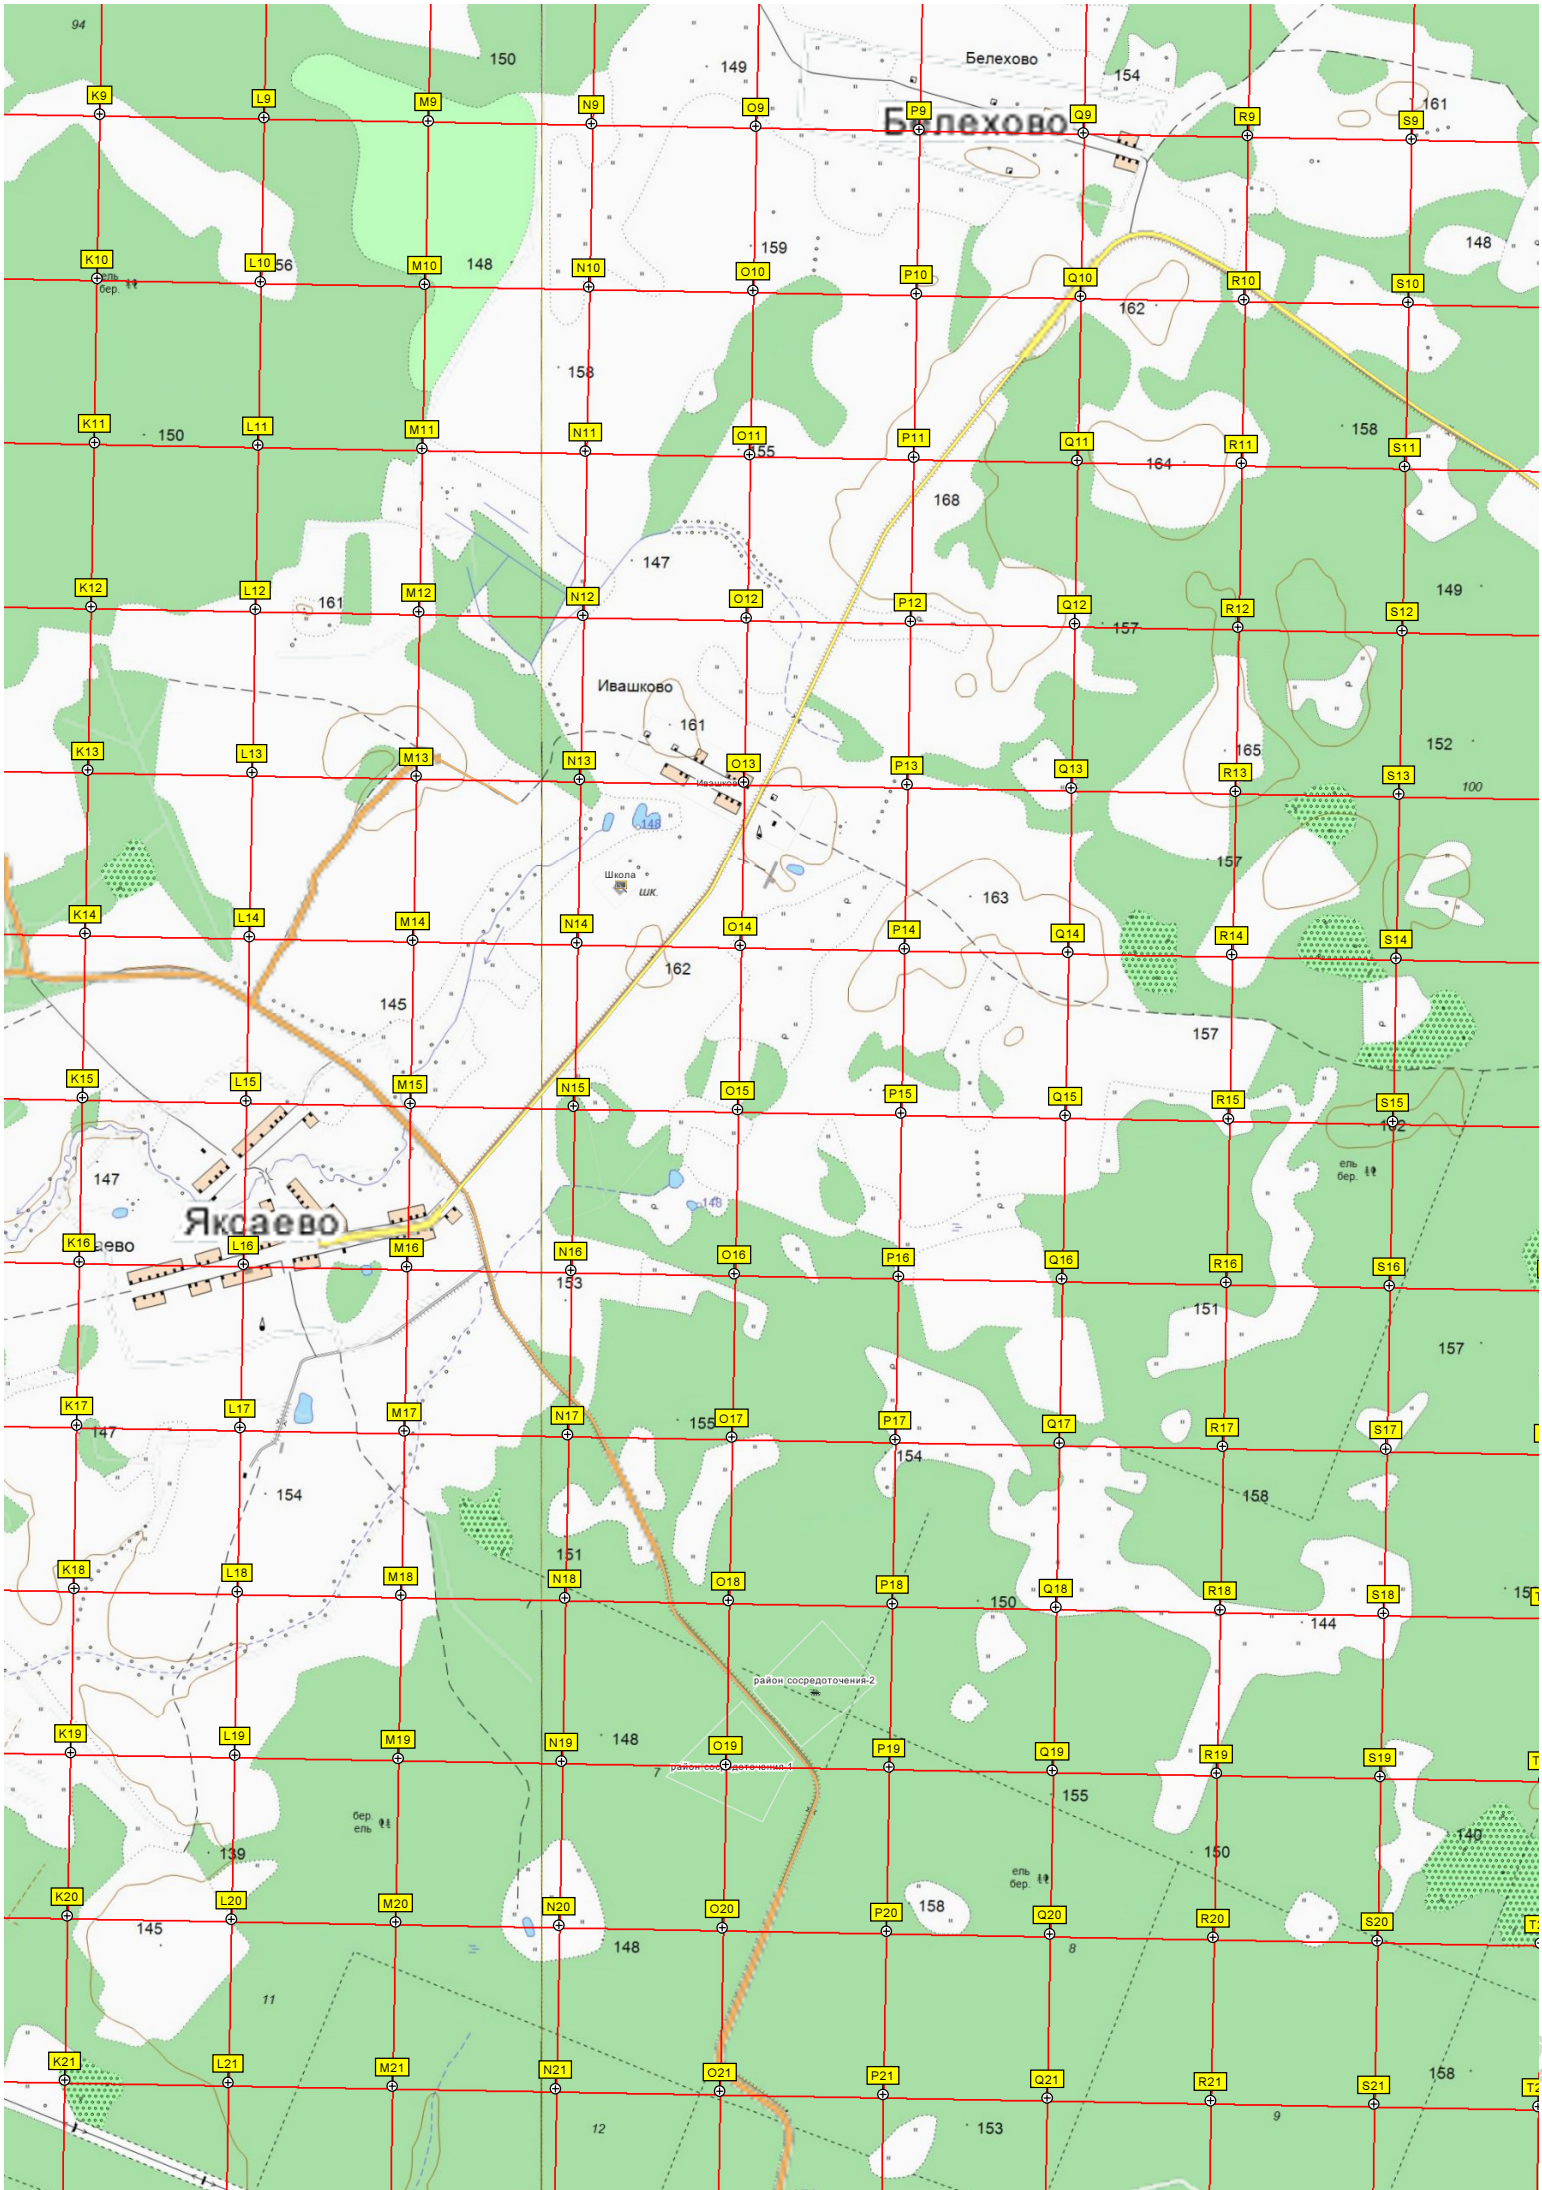 94
150
149
Белехово
154
K9
L9
M9
N9
O9
P9
Белехово
Q9
R9
161
S9
K10
ель
бер.
L10
56
M10
148
N10
159
O10
P10
Q10
162
R10
148
S10
158
K11
150
L11
M11
N11
O11
55
P11
Q11
164
R11
158
S11
168
147
K12
L12
161
M12
N12
O12
P12
Q12
157
R12
149
S12
Ивашково
161
K13
L13
M13
N13
Ивашков
O13
P13
Q13
165
R13
152
S13
100
148
Школа
шк.
157
163
K14
L14
M14
N14
162
O14
P14
Q14
R14
S14
145
157
K15
L15
M15
N15
O15
P15
Q15
R15
S15
147
ель
бер.
Яксаево
148
K16
аево
L16
M16
N16
153
O16
P16
Q16
R16
151
S16
157
K17
147
L17
M17
N17
155
O17
P17
154
Q17
R17
S17
154
158
151
K18
L18
M18
N18
O18
P18
150
Q18
R18
144
S18
15
7
район сосредоточения-2
K19
L19
M19
N19
148
7
O19
район сосредоточения-1
P19
Q19
155
R19
S19
бер.
ель
139
150
140
ель
бер.
K20
145
L20
M20
N20
148
O20
P20
158
Q20
8
R20
S20
11
K21
L21
M21
N21
O21
P21
Q21
R21
S21
158
12
153
9